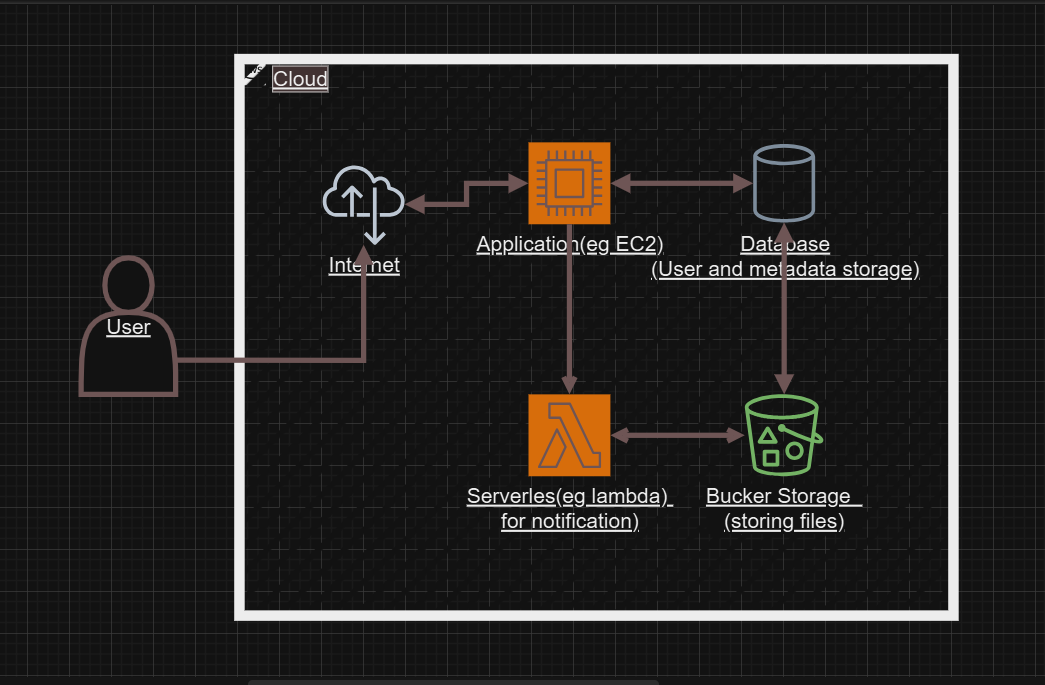 Cloud
Internet
Application(eg EC2)
Database
(User and metadata storage)
User
Serverles(eg lambda)
for notification)
Bucker Storage
(storing files)